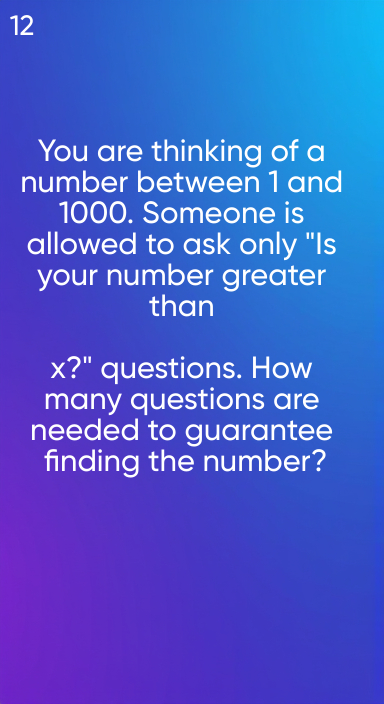 12
You are thinking of a
number between 1 and
1000. Someone is
allowed to ask only "Is
your number greater
than
x?" questions. How
many questions are
needed to guarantee
finding the number?